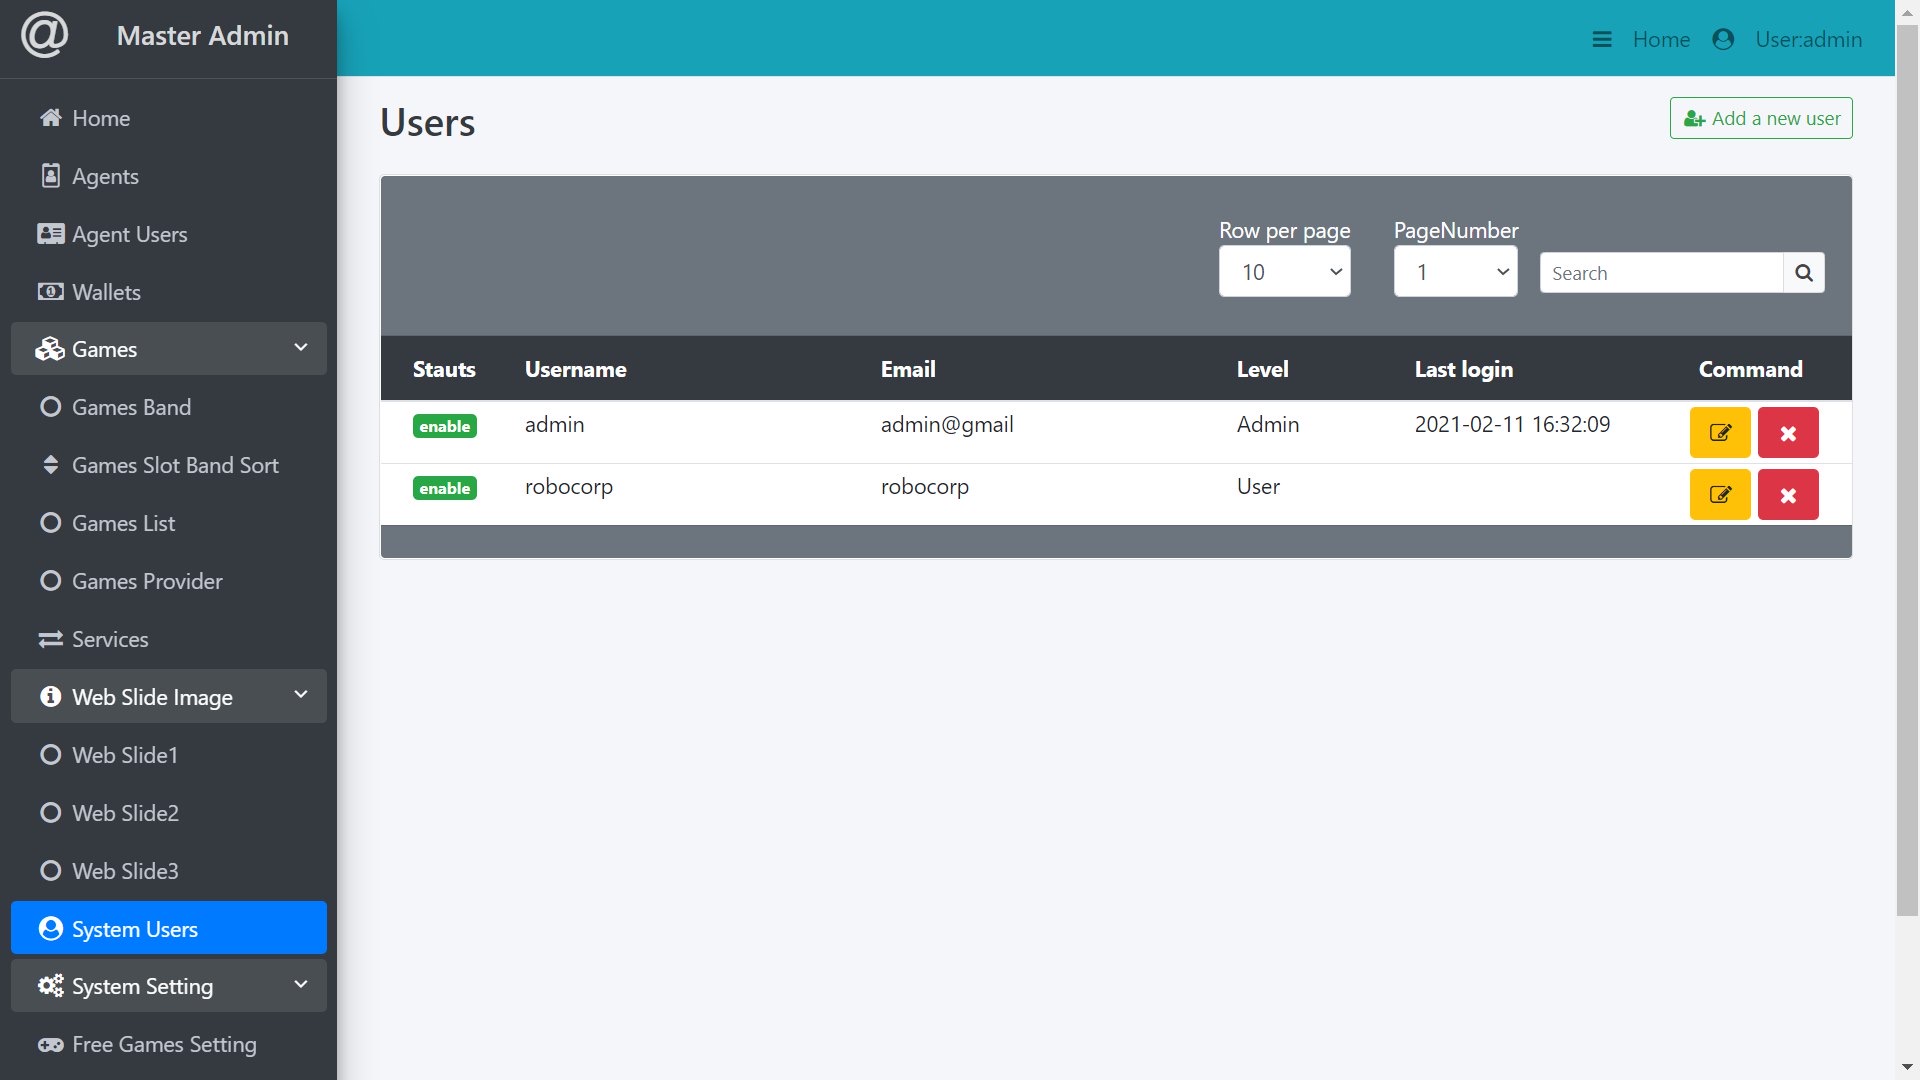 @ Master Admin
Home User:admin
Home
Agents
Agent Users
Wallets
Games
Games Band
Games Slot Band Sort
Games List
Games Provider
Services
Web Slide Image
Web Slide1
Web Slide2
Web Slide3
System Users
System Setting
Free Games Setting
Users
Add a new user
Row per page PageNumber
10 1 Search
Stauts Username Email Level Last login Command
enable admin admin@gmail Admin 2021-02-11 16:32:09
enable robocorp robocorp User